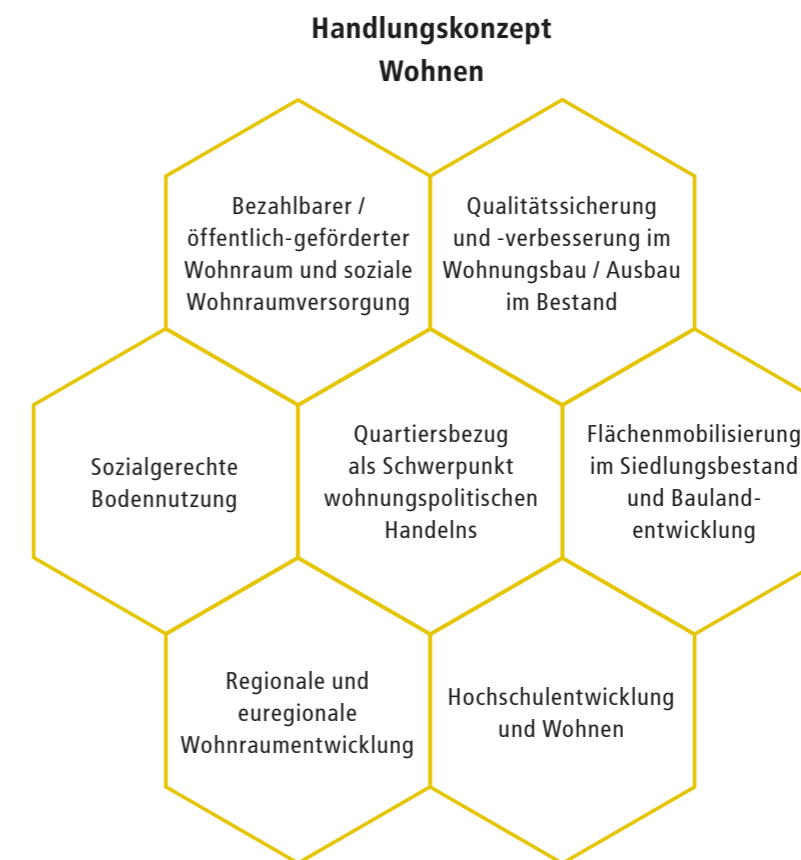 Handlungskonzept
Wohnen
Bezahlbarer /
öffentlich-geförderter
Wohnraum und soziale
Wohnraumversorgung
Qualitätssicherung
und -verbesserung im
Wohnungsbau / Ausbau
im Bestand
Sozialgerechte
Bodennutzung
Quartiersbezug
als Schwerpunkt
wohnungspolitischen
Handelns
Flächenmobilisierung
im Siedlungsbestand
und Bauland-
entwicklung
Regionale und
euregionale
Wohnraumentwicklung
Hochschulentwicklung
und Wohnen